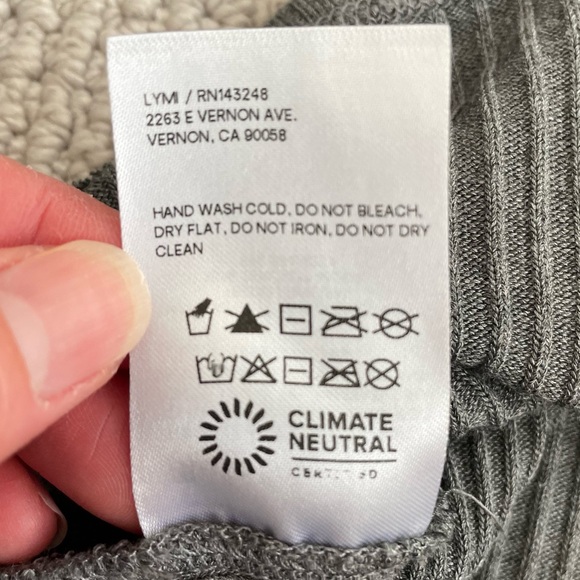 LYMI / RN143248
2263 E VERNON AVE.
VERNON, CA 90058
HAND WASH COLD, DO NOT BLEACH,
DRY FLAT, DO NOT IRON, DO NOT DRY
CLEAN
CLIMATE
NEUTRAL
CERTIFIED